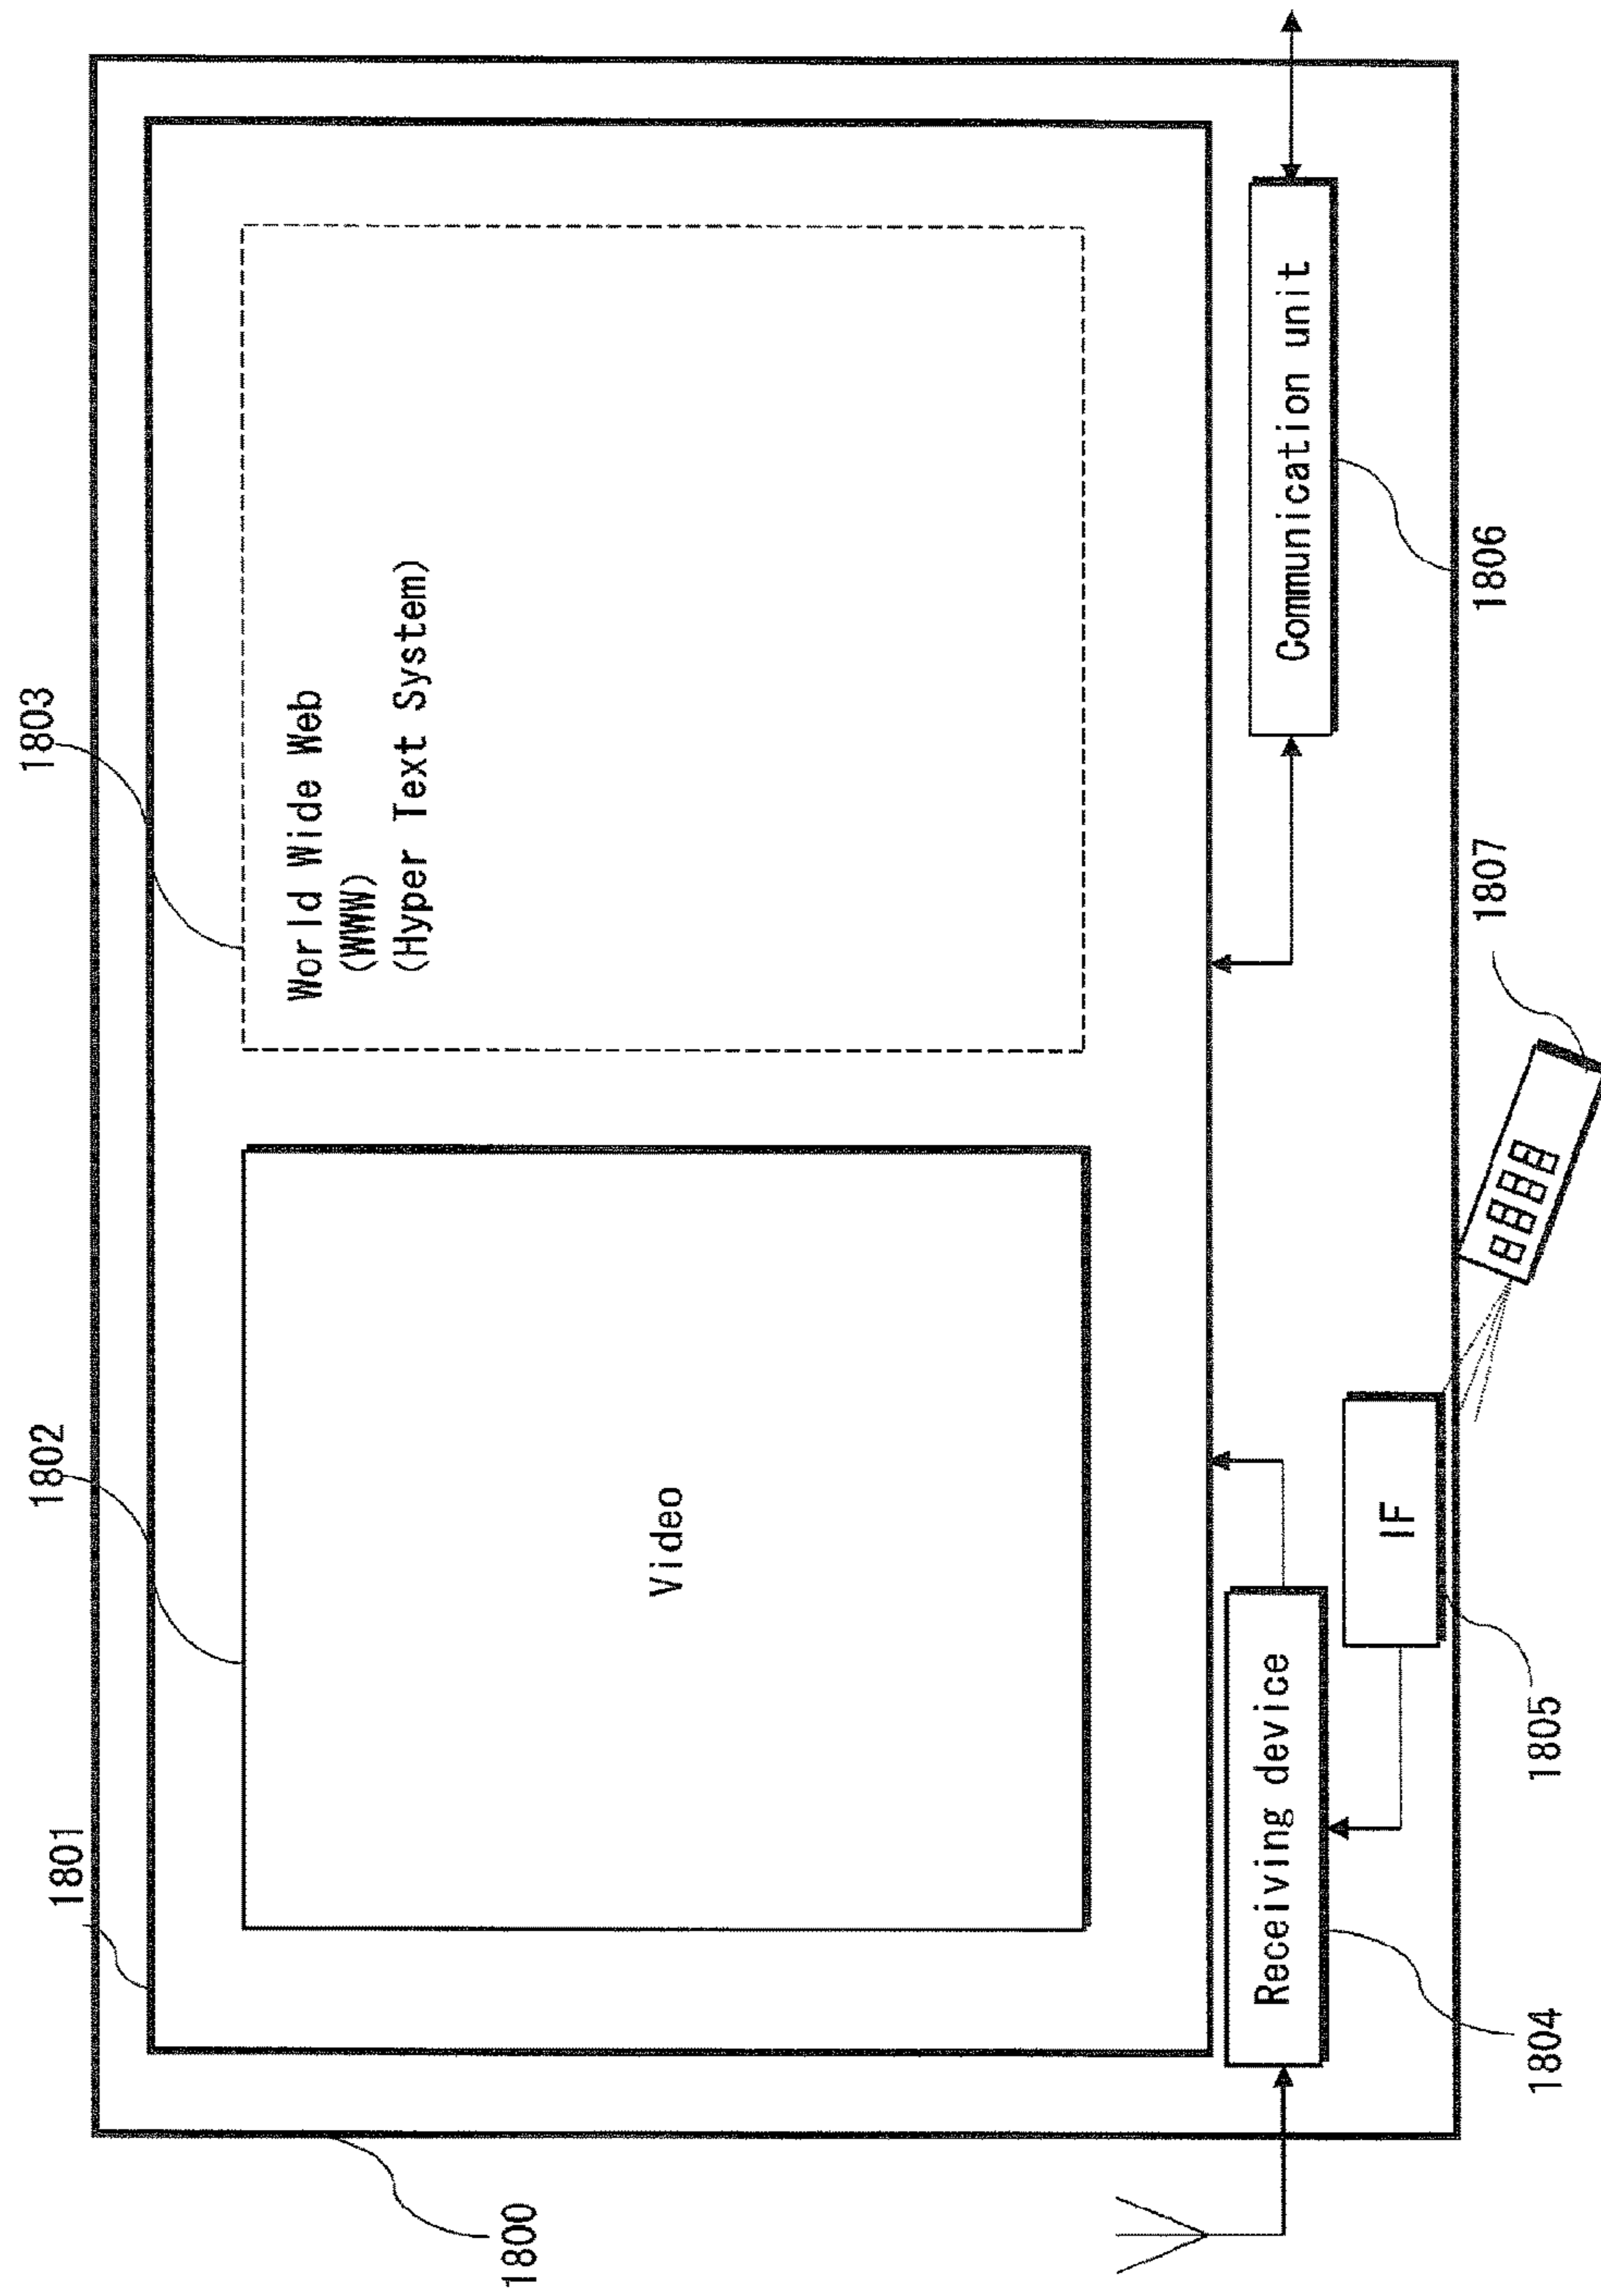 1803
1802
1801
World Wide Web
(WWW)
(Hyper Text System)
Video
Receiving device
Communication unit
IF
1800
1804
1805
1807
1806